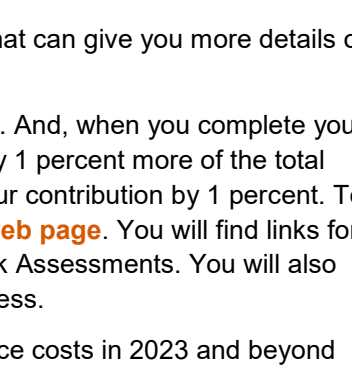 hat can give you more details o
. And, when you complete you
y 1 percent more of the total
ur contribution by 1 percent. To
eb page. You will find links for
k Assessments. You will also
ess.
ce costs in 2023 and beyond